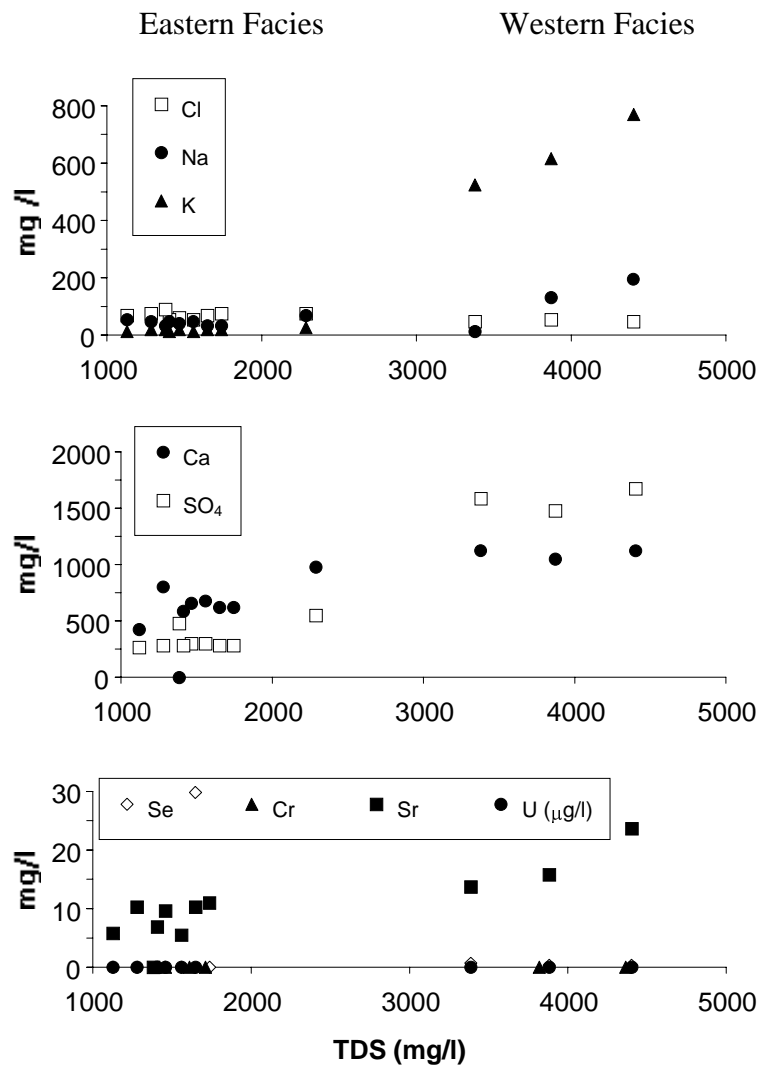 Eastern Facies Western Facies
Cl
Na
K
800
600
400
200
0
mg /l
1000 2000 3000 4000 5000
Ca
SO₄
2000
1500
1000
500
0
mg/l
1000 2000 3000 4000 5000
Se Cr Sr U (µg/l)
30
20
10
0
mg/l
1000 2000 3000 4000 5000
TDS (mg/l)